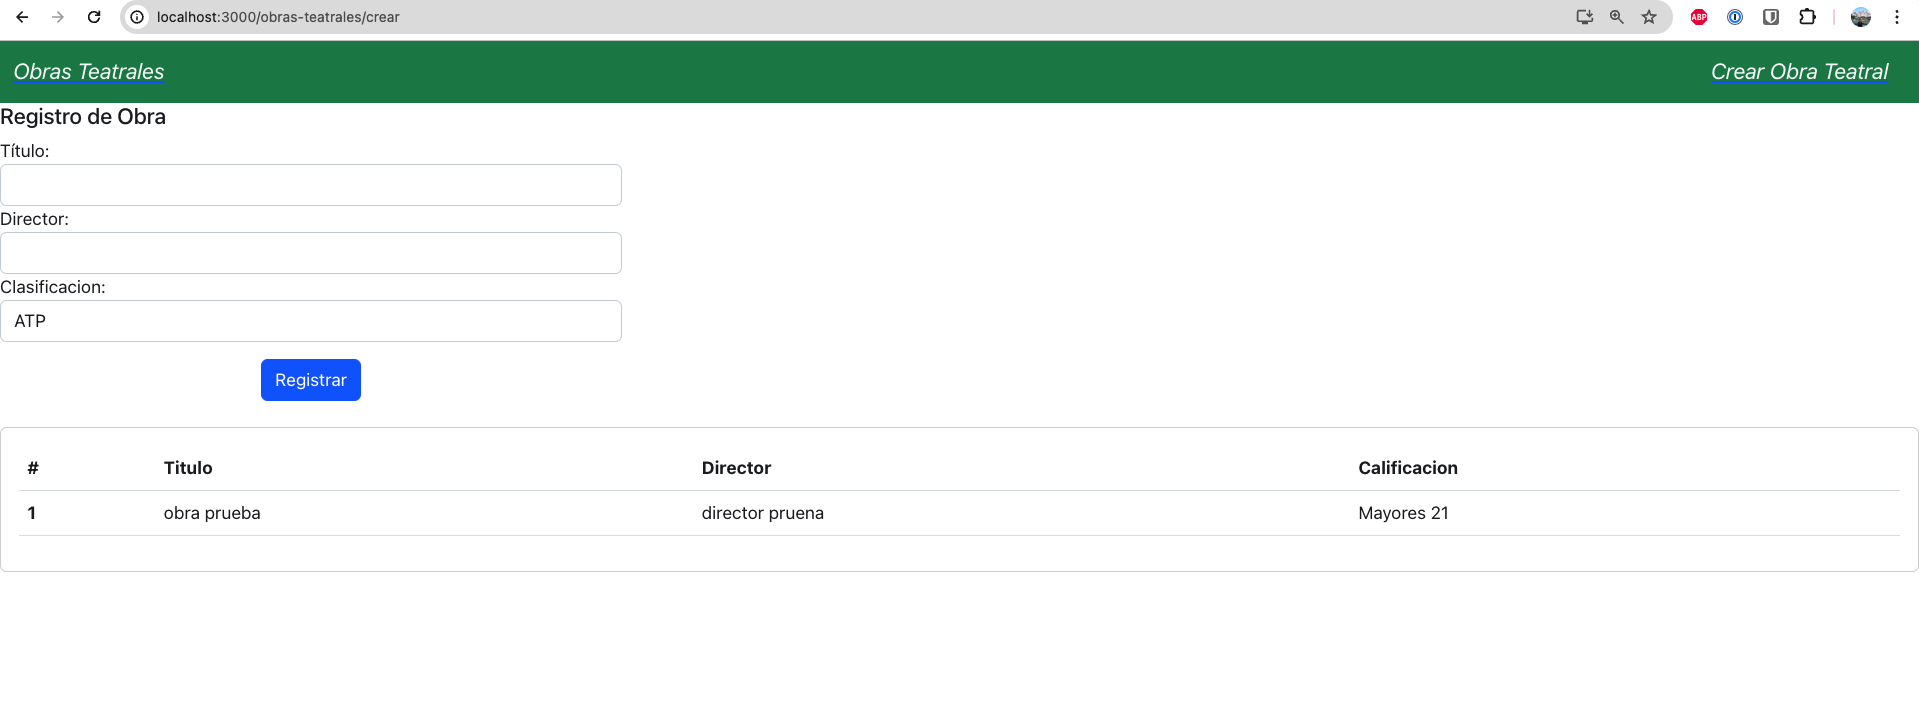 localhost:3000/obras-teatrales/crear
ABP
Obras Teatrales Crear Obra Teatral
Registro de Obra
Título:
Director:
Clasificacion:
ATP
Registrar
# Titulo Director Calificacion
1 obra prueba director pruena Mayores 21